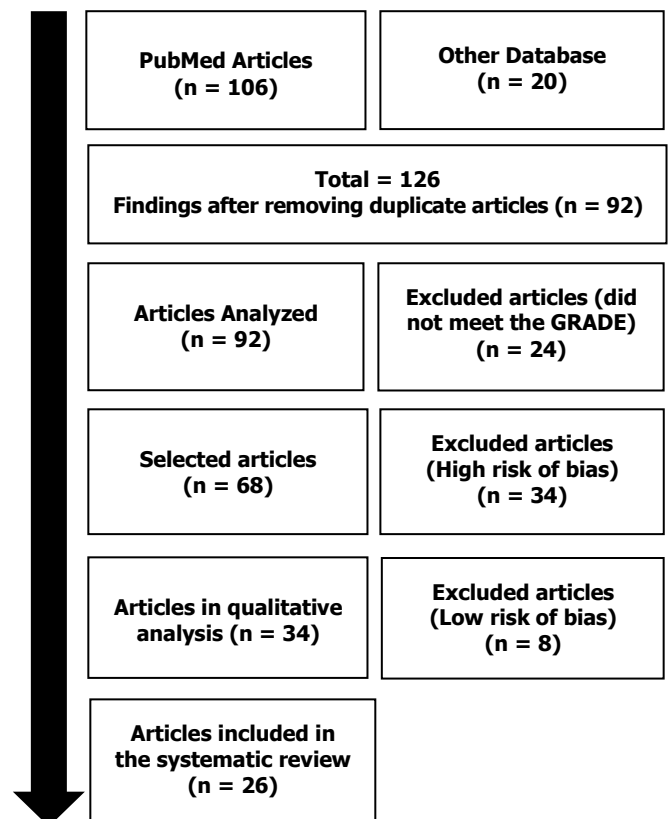 PubMed Articles
(n = 106)
Other Database
(n = 20)
Total = 126
Findings after removing duplicate articles (n = 92)
Articles Analyzed
(n = 92)
Excluded articles (did
not meet the GRADE)
(n = 24)
Selected articles
(n = 68)
Excluded articles
(High risk of bias)
(n = 34)
Articles in qualitative
analysis (n = 34)
Excluded articles
(Low risk of bias)
(n = 8)
Articles included in
the systematic review
(n = 26)